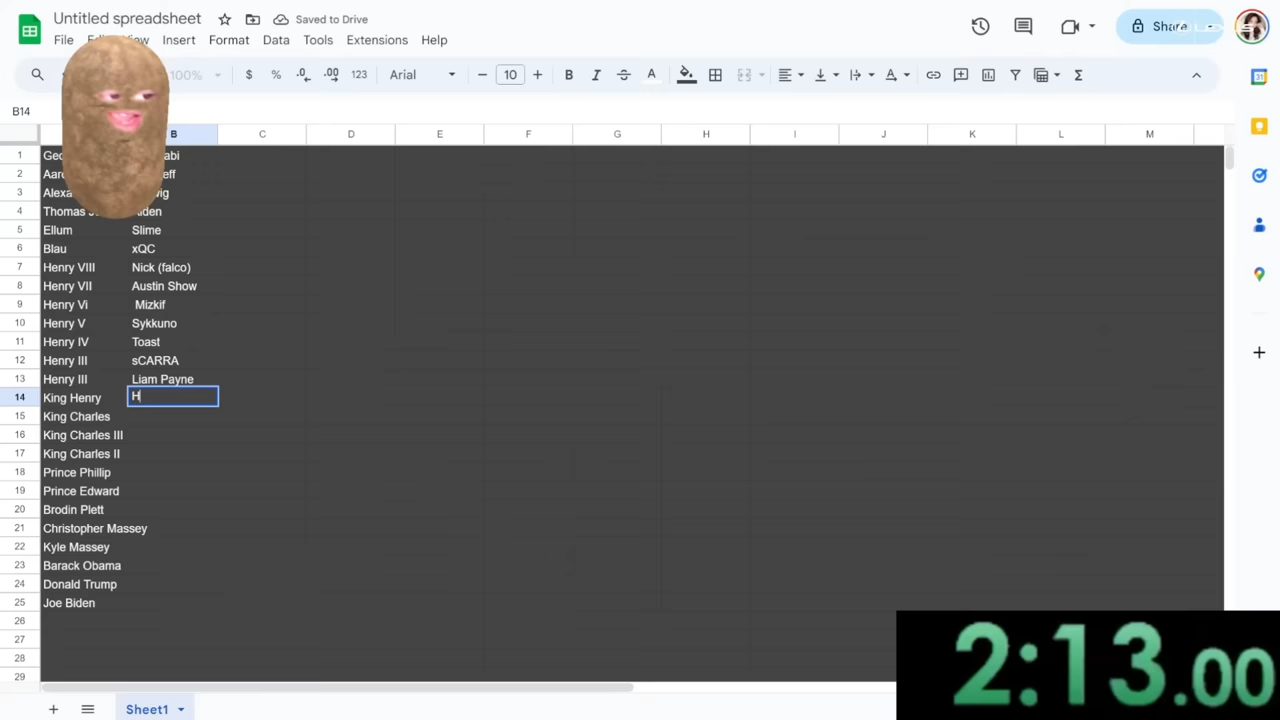 Untitled spreadsheet
Saved to Drive
Share
File
View
Insert
Format
Data
Tools
Extensions
Help
100%
$ % .0 .00 123
Arial
10
B I A
B14
B C D E F G H I J K L M
1
2
3 Alexa
4 Thomas
5 Ellum Slime
6 Blau xQC
7 Henry VIII Nick (falco)
8 Henry VII Austin Show
9 Henry Vi Mizkif
10 Henry V Sykkuno
11 Henry IV Toast
12 Henry III sCARRA
13 Henry III Liam Payne
14 King Henry H
15 King Charles
16 King Charles III
17 King Charles II
18 Prince Phillip
19 Prince Edward
20 Brodin Plett
21 Christopher Massey
22 Kyle Massey
23 Barack Obama
24 Donald Trump
25 Joe Biden
26
27
28
29
2:13.00
Sheet1